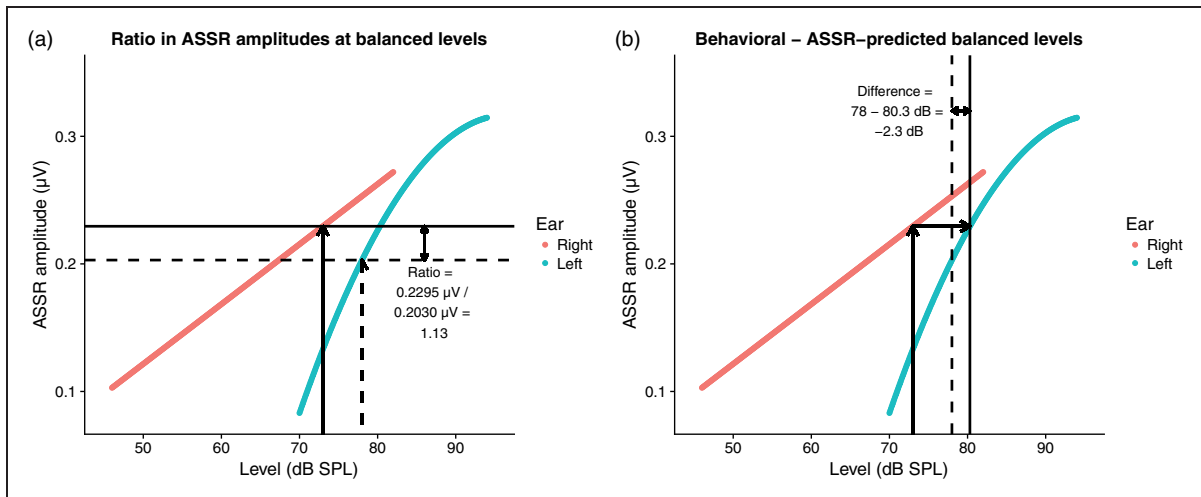 (a)
Ratio in ASSR amplitudes at balanced levels
ASSR amplitude (µV)
0.3
0.2
0.1
50
60
70
80
90
Level (dB SPL)
Ratio =
0.2295 µV /
0.2030 µV =
1.13
Ear
Right
Left
(b)
Behavioral − ASSR−predicted balanced levels
Difference =
78 − 80.3 dB =
−2.3 dB
ASSR amplitude (µV)
0.3
0.2
0.1
50
60
70
80
90
Level (dB SPL)
Ear
Right
Left